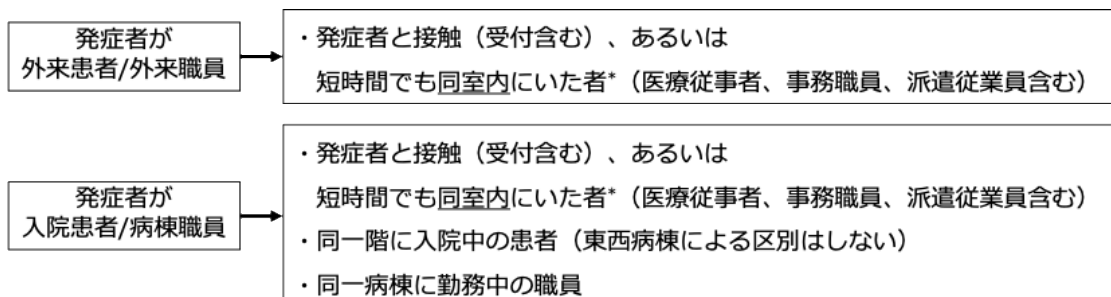 発症者が
外来患者/外来職員
・発症者と接触（受付含む）、あるいは
短時間でも同室内にいた者*（医療従事者、事務職員、派遣従業員含む）
発症者が
入院患者/病棟職員
・発症者と接触（受付含む）、あるいは
短時間でも同室内にいた者*（医療従事者、事務職員、派遣従業員含む）
・同一階に入院中の患者（東西病棟による区別はしない）
・同一病棟に勤務中の職員